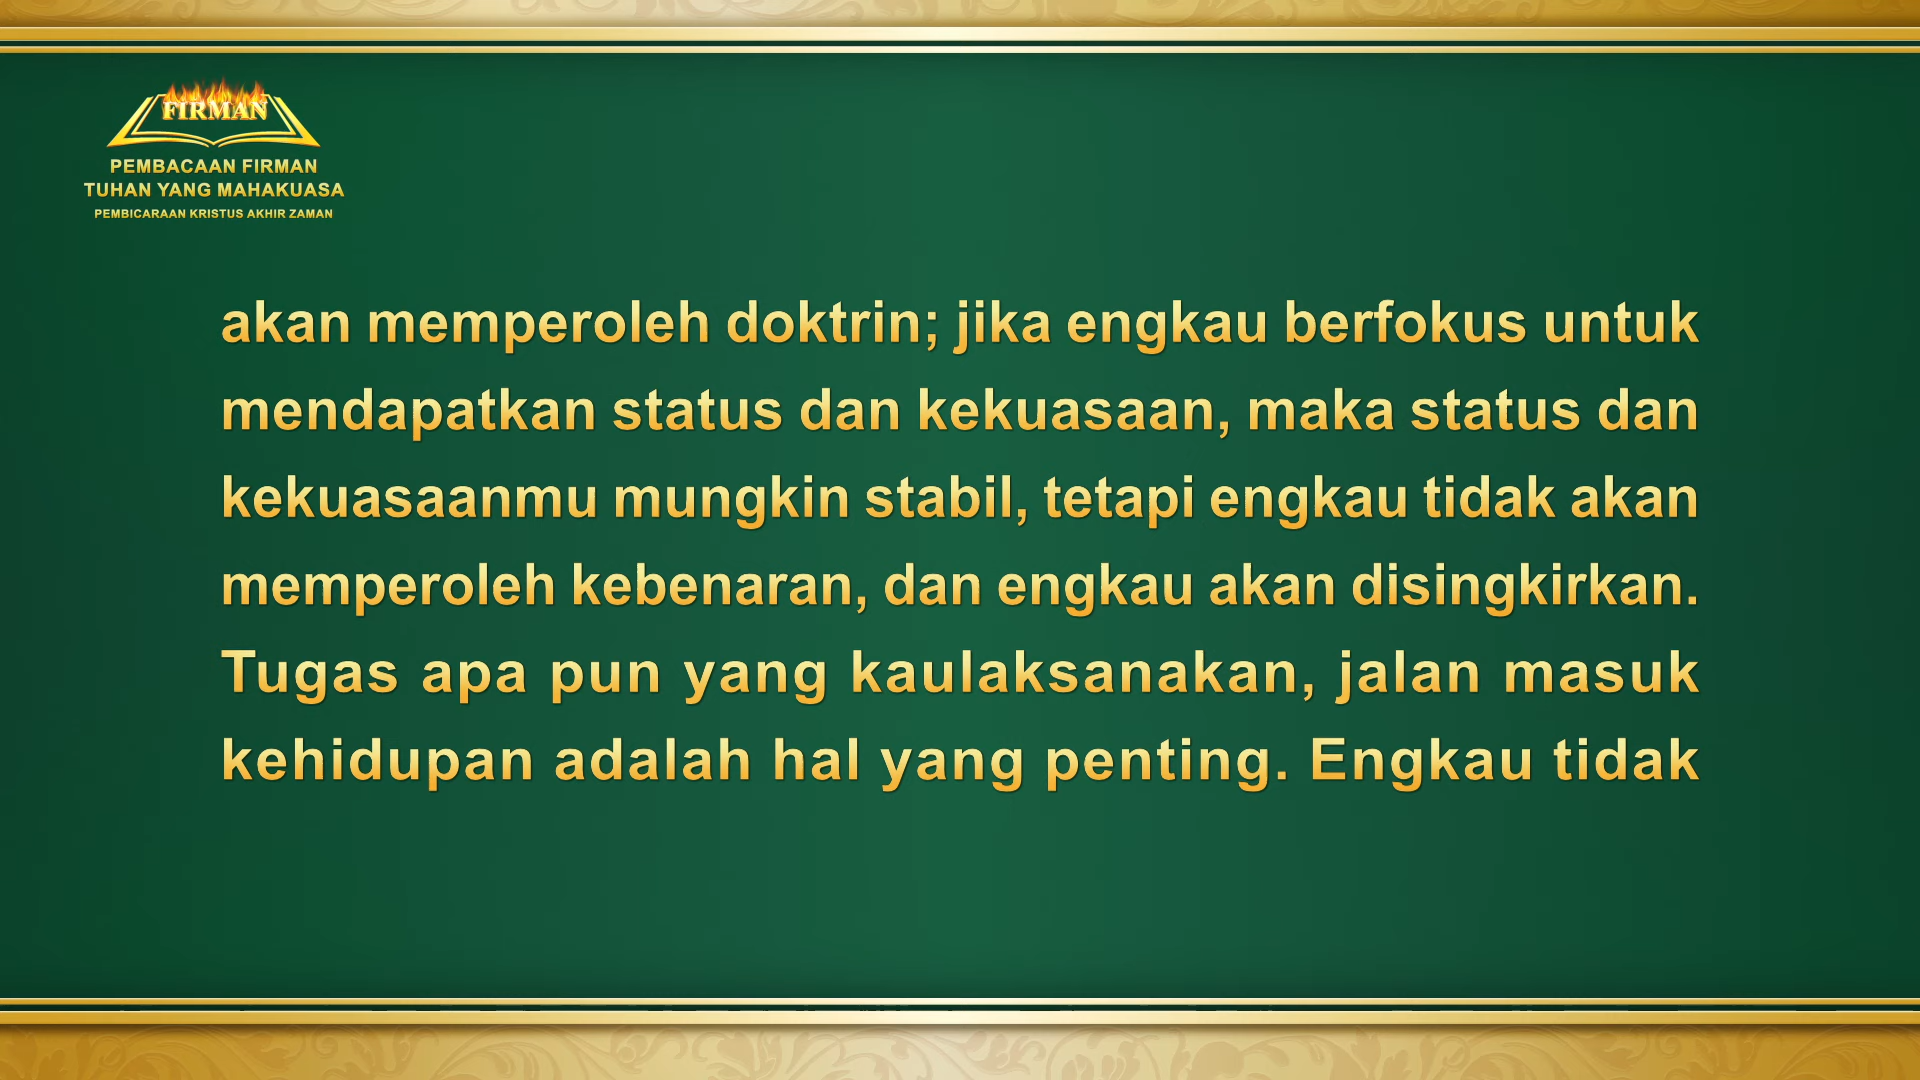 FIRMAN
PEMBACAAN FIRMAN
TUHAN YANG MAHAKUASA
PEMBICARAAN KRISTUS AKHIR ZAMAN
akan memperoleh doktrin; jika engkau berfokus untuk
mendapatkan status dan kekuasaan, maka status dan
kekuasaanmu mungkin stabil, tetapi engkau tidak akan
memperoleh kebenaran, dan engkau akan disingkirkan.
Tugas apa pun yang kaulaksanakan, jalan masuk
kehidupan adalah hal yang penting. Engkau tidak